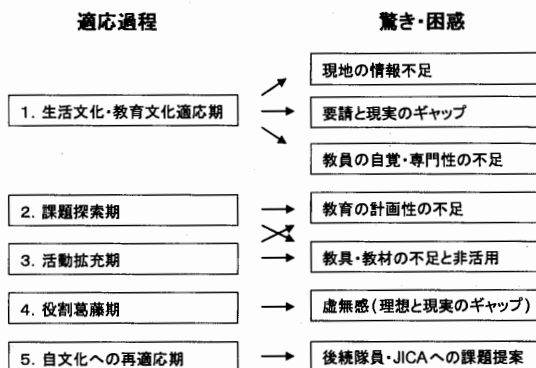 適応過程
驚き・困惑
現地の情報不足
1. 生活文化・教育文化適応期
要請と現実のギャップ
教員の自覚・専門性の不足
2. 課題探索期
教育の計画性の不足
3. 活動拡充期
教具・教材の不足と非活用
4. 役割葛藤期
虚無感(理想と現実のギャップ)
5. 自文化への再適応期
後続隊員・JICAへの課題提案